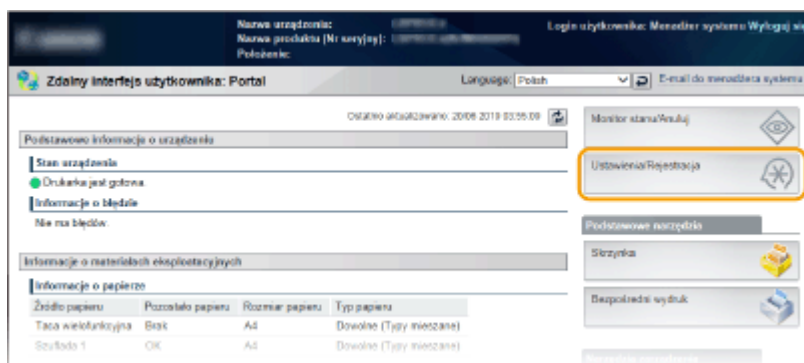 Nazwa urządzenia:
Nazwa produktu (Nr seryjny):
Położenie:
Login użytkownika: Menedżer systemu Wyloguj się
Zdalny interfejs użytkownika: Portal
Language: Polish
E-mail do menadżera systemu
Ostatnio aktualizowano: 20/06 2019 03:55:09
Podstawowe informacje o urządzeniu
Stan urządzenia
Drukarka jest gotowa.
Informacje o błędzie
Nie ma błędów.
Informacje o materiałach eksploatacyjnych
Informacje o papierze
Źródło papieru Pozostało papieru Rozmiar papieru Typ papieru
Taca wielofunkcyjna Brak A4 Dowolne (Typy mieszane)
Szuflada 1 OK A4 Dowolne (Typy mieszane)
Monitor stanu/Anuluj
Ustawienia/Rejestracja
Podstawowe narzędzia
Skrzynka
Bezpośredni wydruk